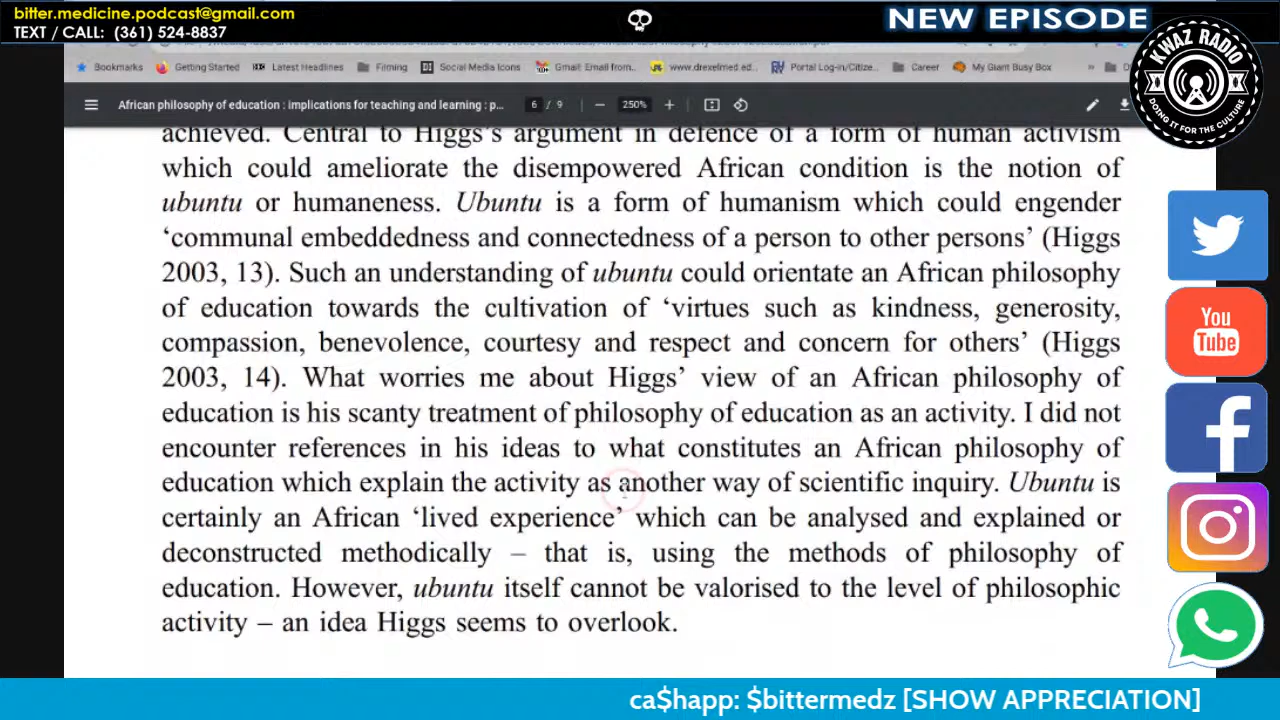 bitter.medicine.podcast@gmail.com
TEXT / CALL: (361) 524-8837
NEW EPISODE
KWAZ RADIO
DOING IT FOR THE CULTURE
Bookmarks Getting Started Latest Headlines Filming Social Media Icons Gmail: Email from... www.drexelmed.ed... Portal Log-in/Citize... Career My Giant Busy Box »
African philosophy of education : implications for teaching and learning : p... 6 / 9 − 250% +
achieved. Central to Higgs's argument in defence of a form of human activism
which could ameliorate the disempowered African condition is the notion of
ubuntu or humaneness. Ubuntu is a form of humanism which could engender
‘communal embeddedness and connectedness of a person to other persons’ (Higgs
2003, 13). Such an understanding of ubuntu could orientate an African philosophy
of education towards the cultivation of ‘virtues such as kindness, generosity,
compassion, benevolence, courtesy and respect and concern for others’ (Higgs
2003, 14). What worries me about Higgs’ view of an African philosophy of
education is his scanty treatment of philosophy of education as an activity. I did not
encounter references in his ideas to what constitutes an African philosophy of
education which explain the activity as another way of scientific inquiry. Ubuntu is
certainly an African ‘lived experience’ which can be analysed and explained or
deconstructed methodically – that is, using the methods of philosophy of
education. However, ubuntu itself cannot be valorised to the level of philosophic
activity – an idea Higgs seems to overlook.
You
Tube
ca$happ: $bittermedz [SHOW APPRECIATION]